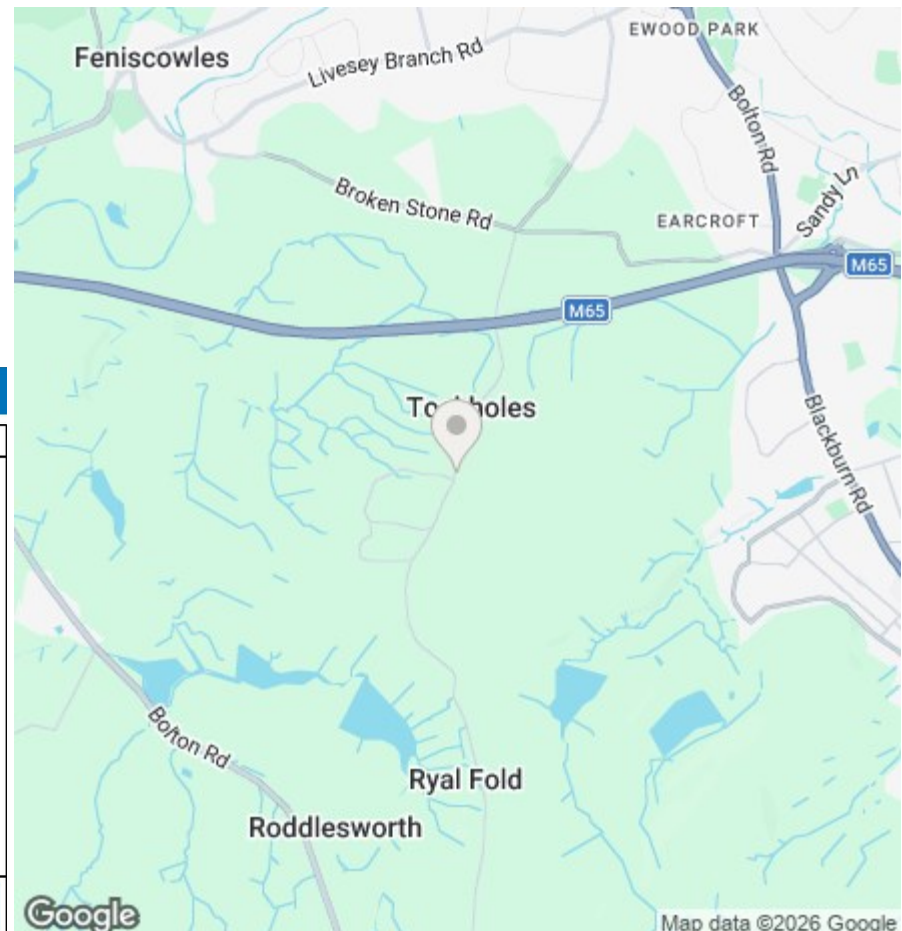 EWOOD PARK
Feniscowles
Livesey Branch Rd
Bolton Rd
Broken Stone Rd
Sandy Ln
EARCROFT
M65
M65
Blackburn Rd
Bolton Rd
Ryal Fold
Roddlesworth
Google
Map data ©2026 Google